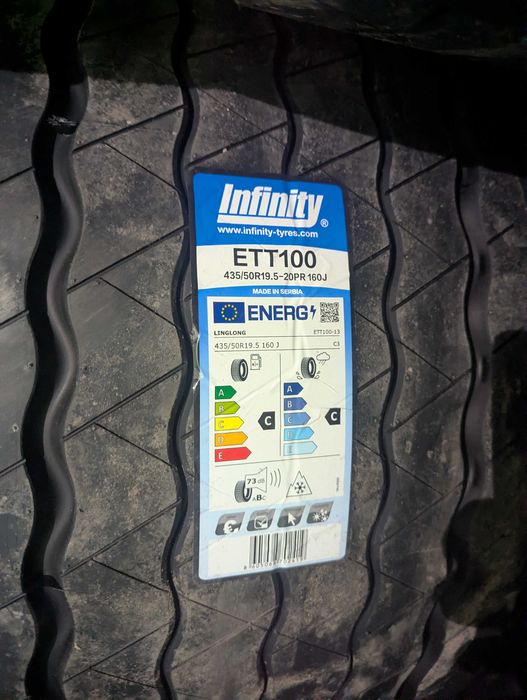 Infinity®
www.infinity-tyres.com
ETT100
435/50R19.5-20PR 160J
MADE IN SERBIA
ENERG
LINGLONG ETT100-13
435/50R19.5 160 J C3
A A
B B
C C C C
D D
E E
73 dB
ABC